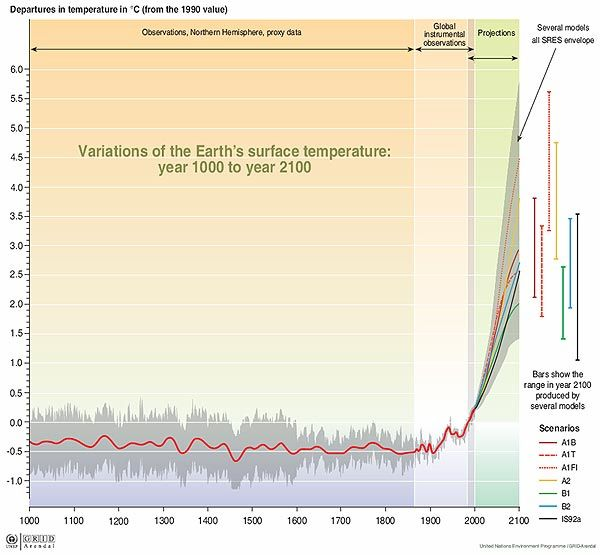 Departures in temperature in °C (from the 1990 value)
Observations, Northern Hemisphere, proxy data
Global
instrumental
observations
Projections
Several models
all SRES envelope
6.0
5.5
5.0
4.5
4.0
3.5
3.0
2.5
2.0
1.5
1.0
0.5
0.0
-0.5
-1.0
Variations of the Earth's surface temperature:
year 1000 to year 2100
Bars show the
range in year 2100
produced by
several models
Scenarios
A1B
A1T
A1FI
A2
B1
B2
IS92a
1000 1100 1200 1300 1400 1500 1600 1700 1800 1900 2000 2100
UNEP
GRID
Arendal
United Nations Environment Programme / GRID-Arendal